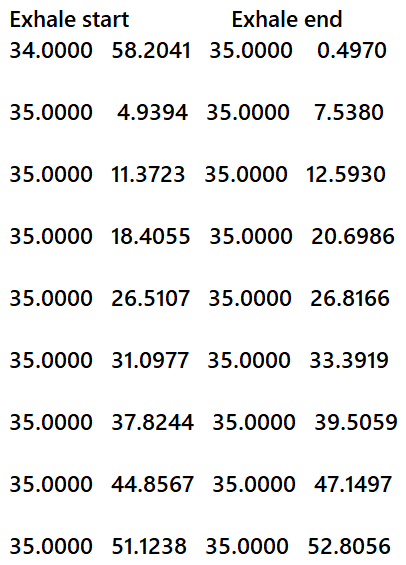 Exhale start Exhale end
34.0000 58.2041 35.0000 0.4970
35.0000 4.9394 35.0000 7.5380
35.0000 11.3723 35.0000 12.5930
35.0000 18.4055 35.0000 20.6986
35.0000 26.5107 35.0000 26.8166
35.0000 31.0977 35.0000 33.3919
35.0000 37.8244 35.0000 39.5059
35.0000 44.8567 35.0000 47.1497
35.0000 51.1238 35.0000 52.8056